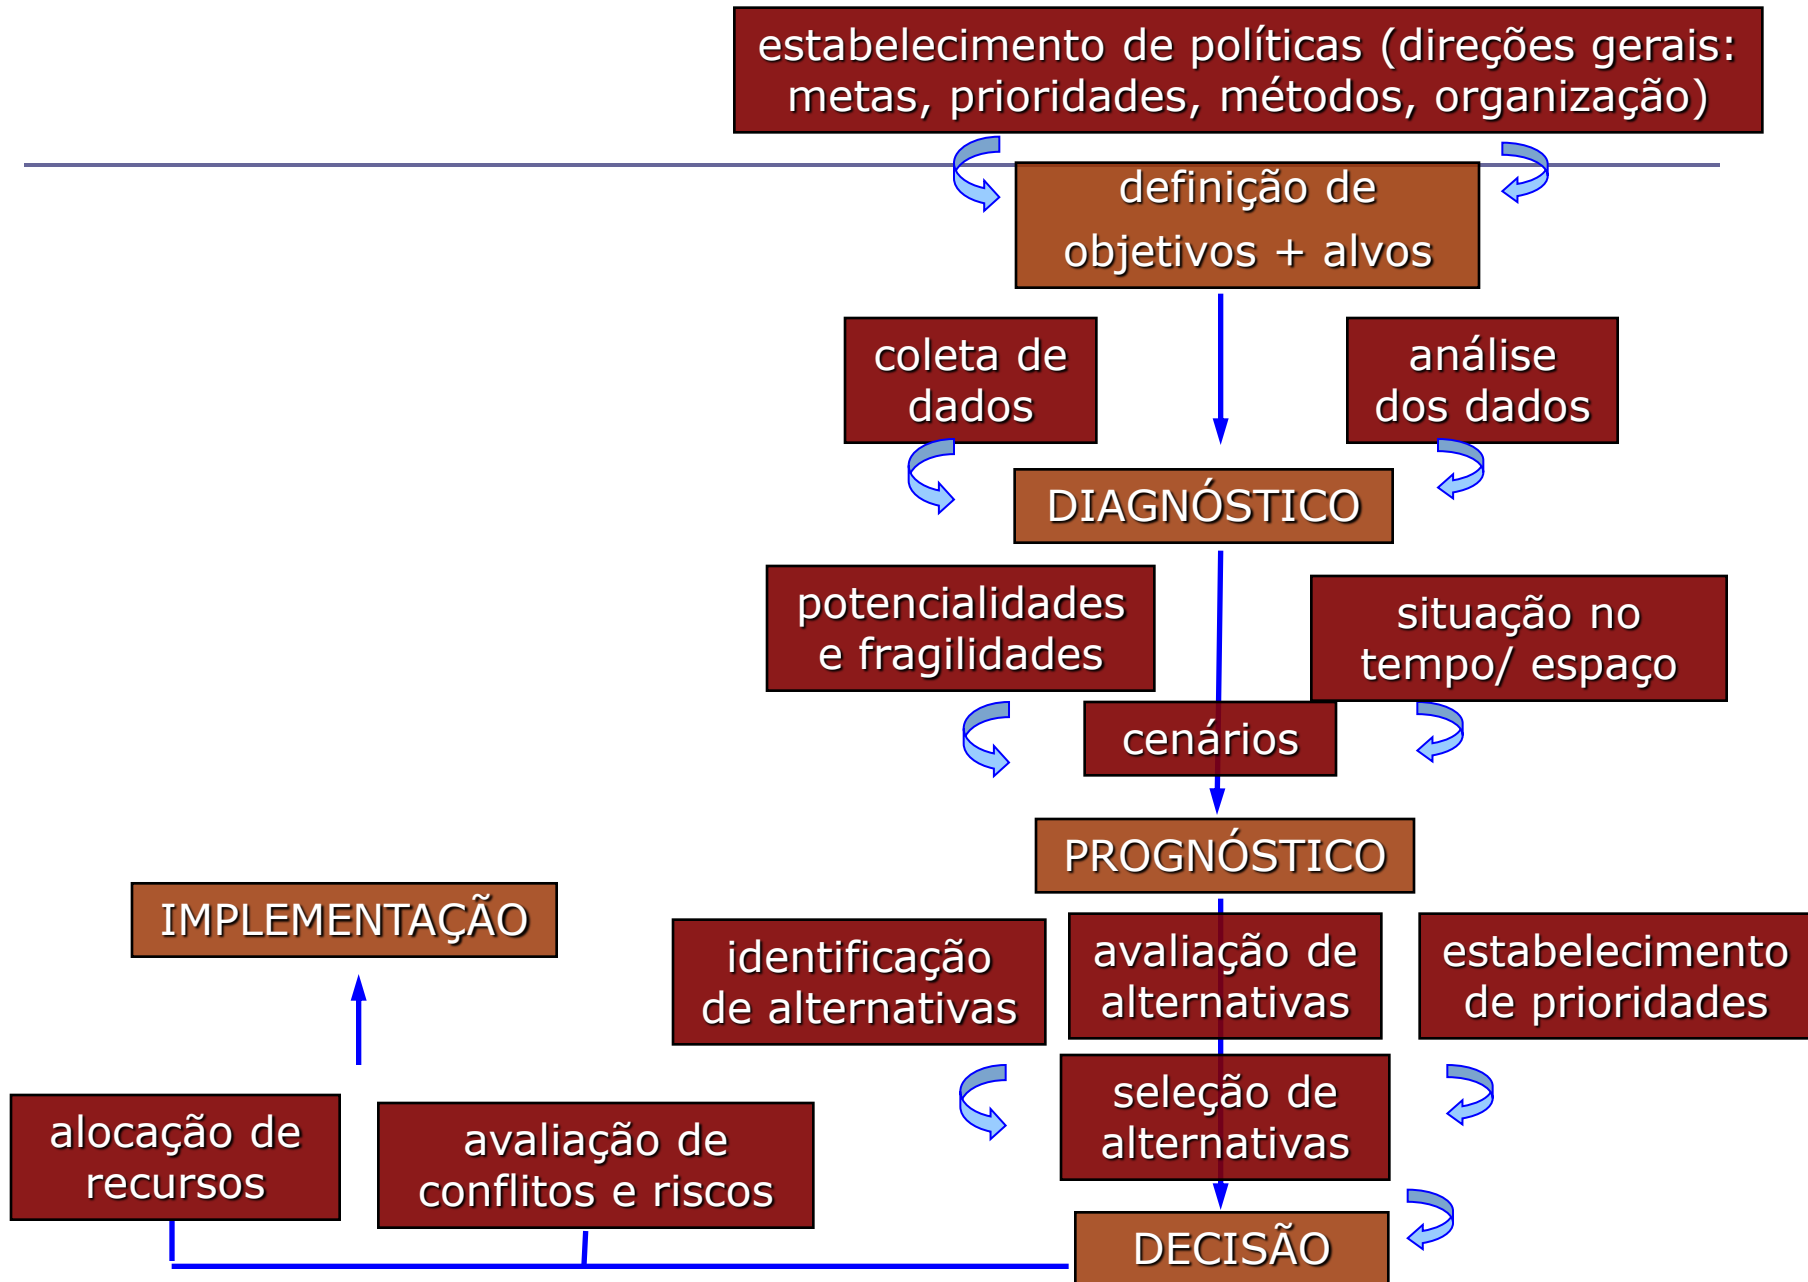 estabelecimento de políticas (direções gerais:
metas, prioridades, métodos, organização)
definição de
objetivos + alvos
coleta de
dados
análise
dos dados
DIAGNÓSTICO
potencialidades
e fragilidades
situação no
tempo/ espaço
cenários
PROGNÓSTICO
IMPLEMENTAÇÃO
identificação
de alternativas
avaliação de
alternativas
estabelecimento
de prioridades
seleção de
alternativas
alocação de
recursos
avaliação de
conflitos e riscos
DECISÃO